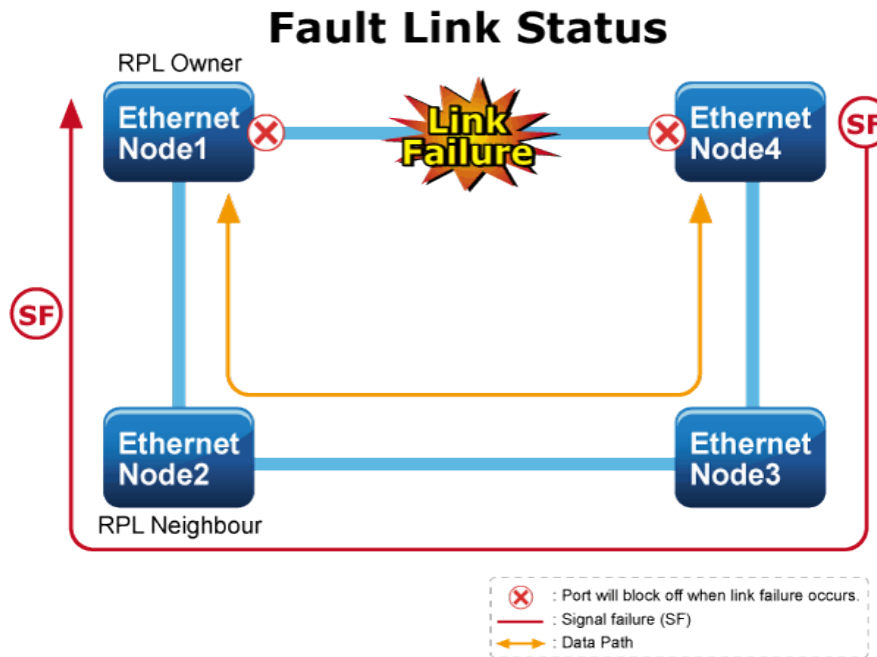 Fault Link Status
RPL Owner
Ethernet
Node1
Link
Failure
Ethernet
Node4
SF
SF
Ethernet
Node2
Ethernet
Node3
RPL Neighbour
: Port will block off when link failure occurs.
: Signal failure (SF)
: Data Path